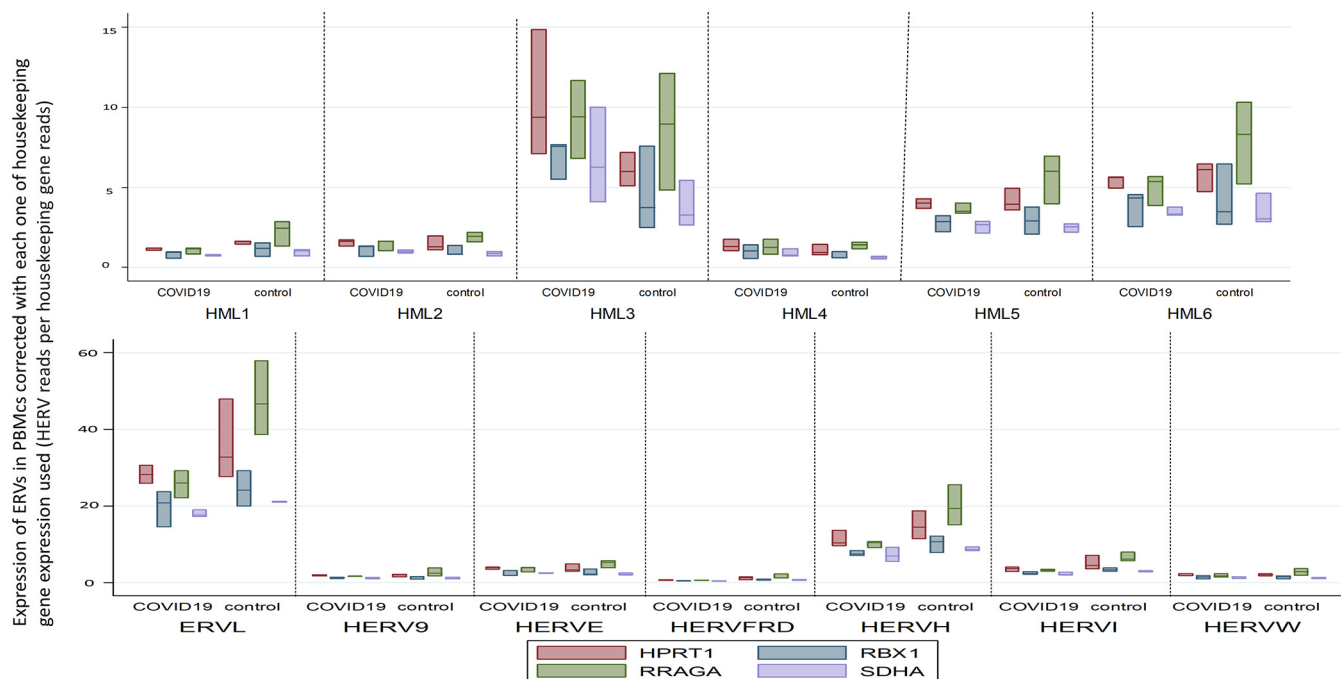 Expression of ERVs in PBMCs corrected with each one of housekeeping
gene expression used (HERV reads per housekeeping gene reads)
15
10
5
0
COVID19 control COVID19 control COVID19 control COVID19 control COVID19 control COVID19 control
HML1 HML2 HML3 HML4 HML5 HML6
60
40
20
0
COVID19 control COVID19 control COVID19 control COVID19 control COVID19 control COVID19 control COVID19 control
ERVL HERV9 HERVE HERVFRD HERVH HERVI HERVW
HPRT1 RBX1
RRAGA SDHA